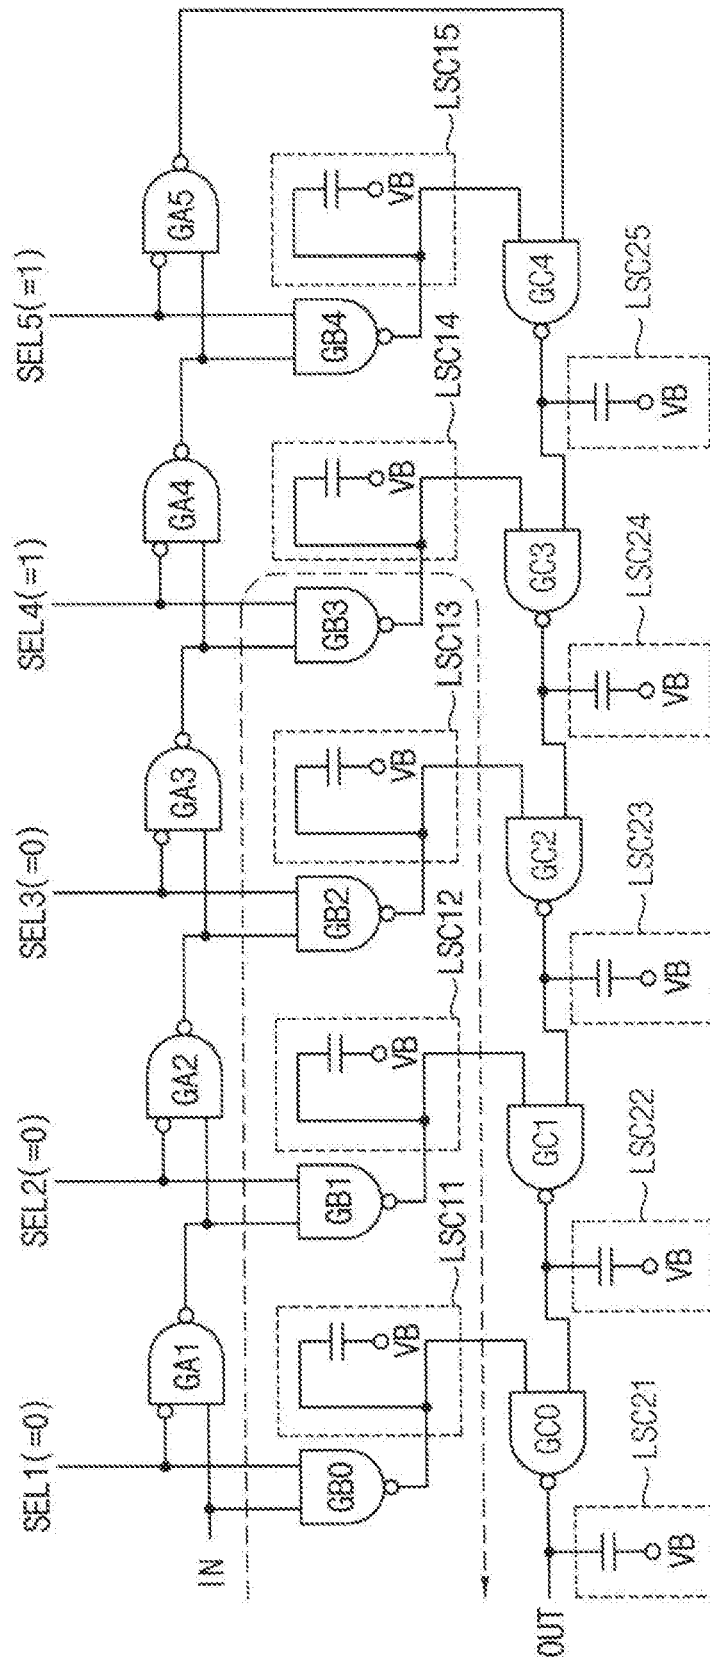 SEL1(=0)
SEL2(=0)
SEL3(=0)
SEL4(=1)
SEL5(=1)
GA1
GA2
GA3
GA4
GA5
IN
GB0
GB1
GB2
GB3
GB4
VB
VB
VB
VB
VB
LSC11
LSC12
LSC13
LSC14
LSC15
GC0
GC1
GC2
GC3
GC4
OUT
VB
VB
VB
VB
VB
LSC21
LSC22
LSC23
LSC24
LSC25